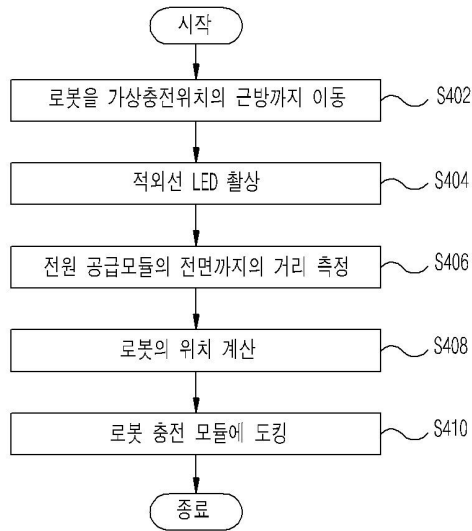 시작
로봇을 가상충전위치의 근방까지 이동 S402
적외선 LED 촬상 S404
전원 공급모듈의 전면까지의 거리 측정 S406
로봇의 위치 계산 S408
로봇 충전 모듈에 도킹 S410
종료